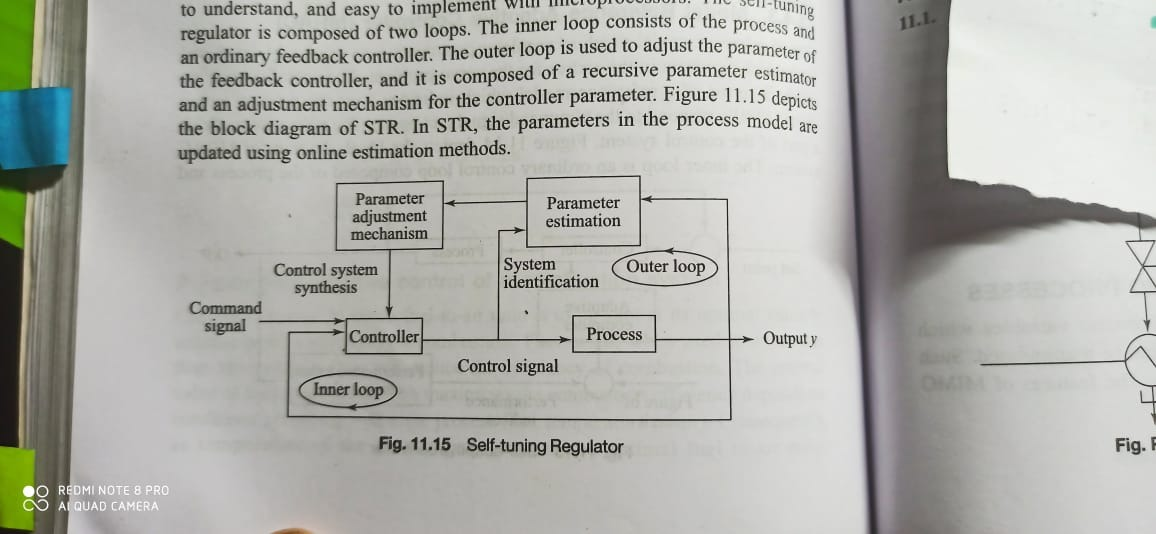 to understand, and easy to implement with
self-tuning
regulator is composed of two loops. The inner loop consists of the process and
an ordinary feedback controller. The outer loop is used to adjust the parameter of
the feedback controller, and it is composed of a recursive parameter estimator
and an adjustment mechanism for the controller parameter. Figure 11.15 depicts
the block diagram of STR. In STR, the parameters in the process model are
updated using online estimation methods.
Parameter
adjustment
mechanism
Parameter
estimation
Control system
synthesis
System
identification
Outer loop
Command
signal
Controller
Process
Output y
Control signal
Inner loop
Fig. 11.15 Self-tuning Regulator
11.1.
Fig.
REDMI NOTE 8 PRO
AI QUAD CAMERA